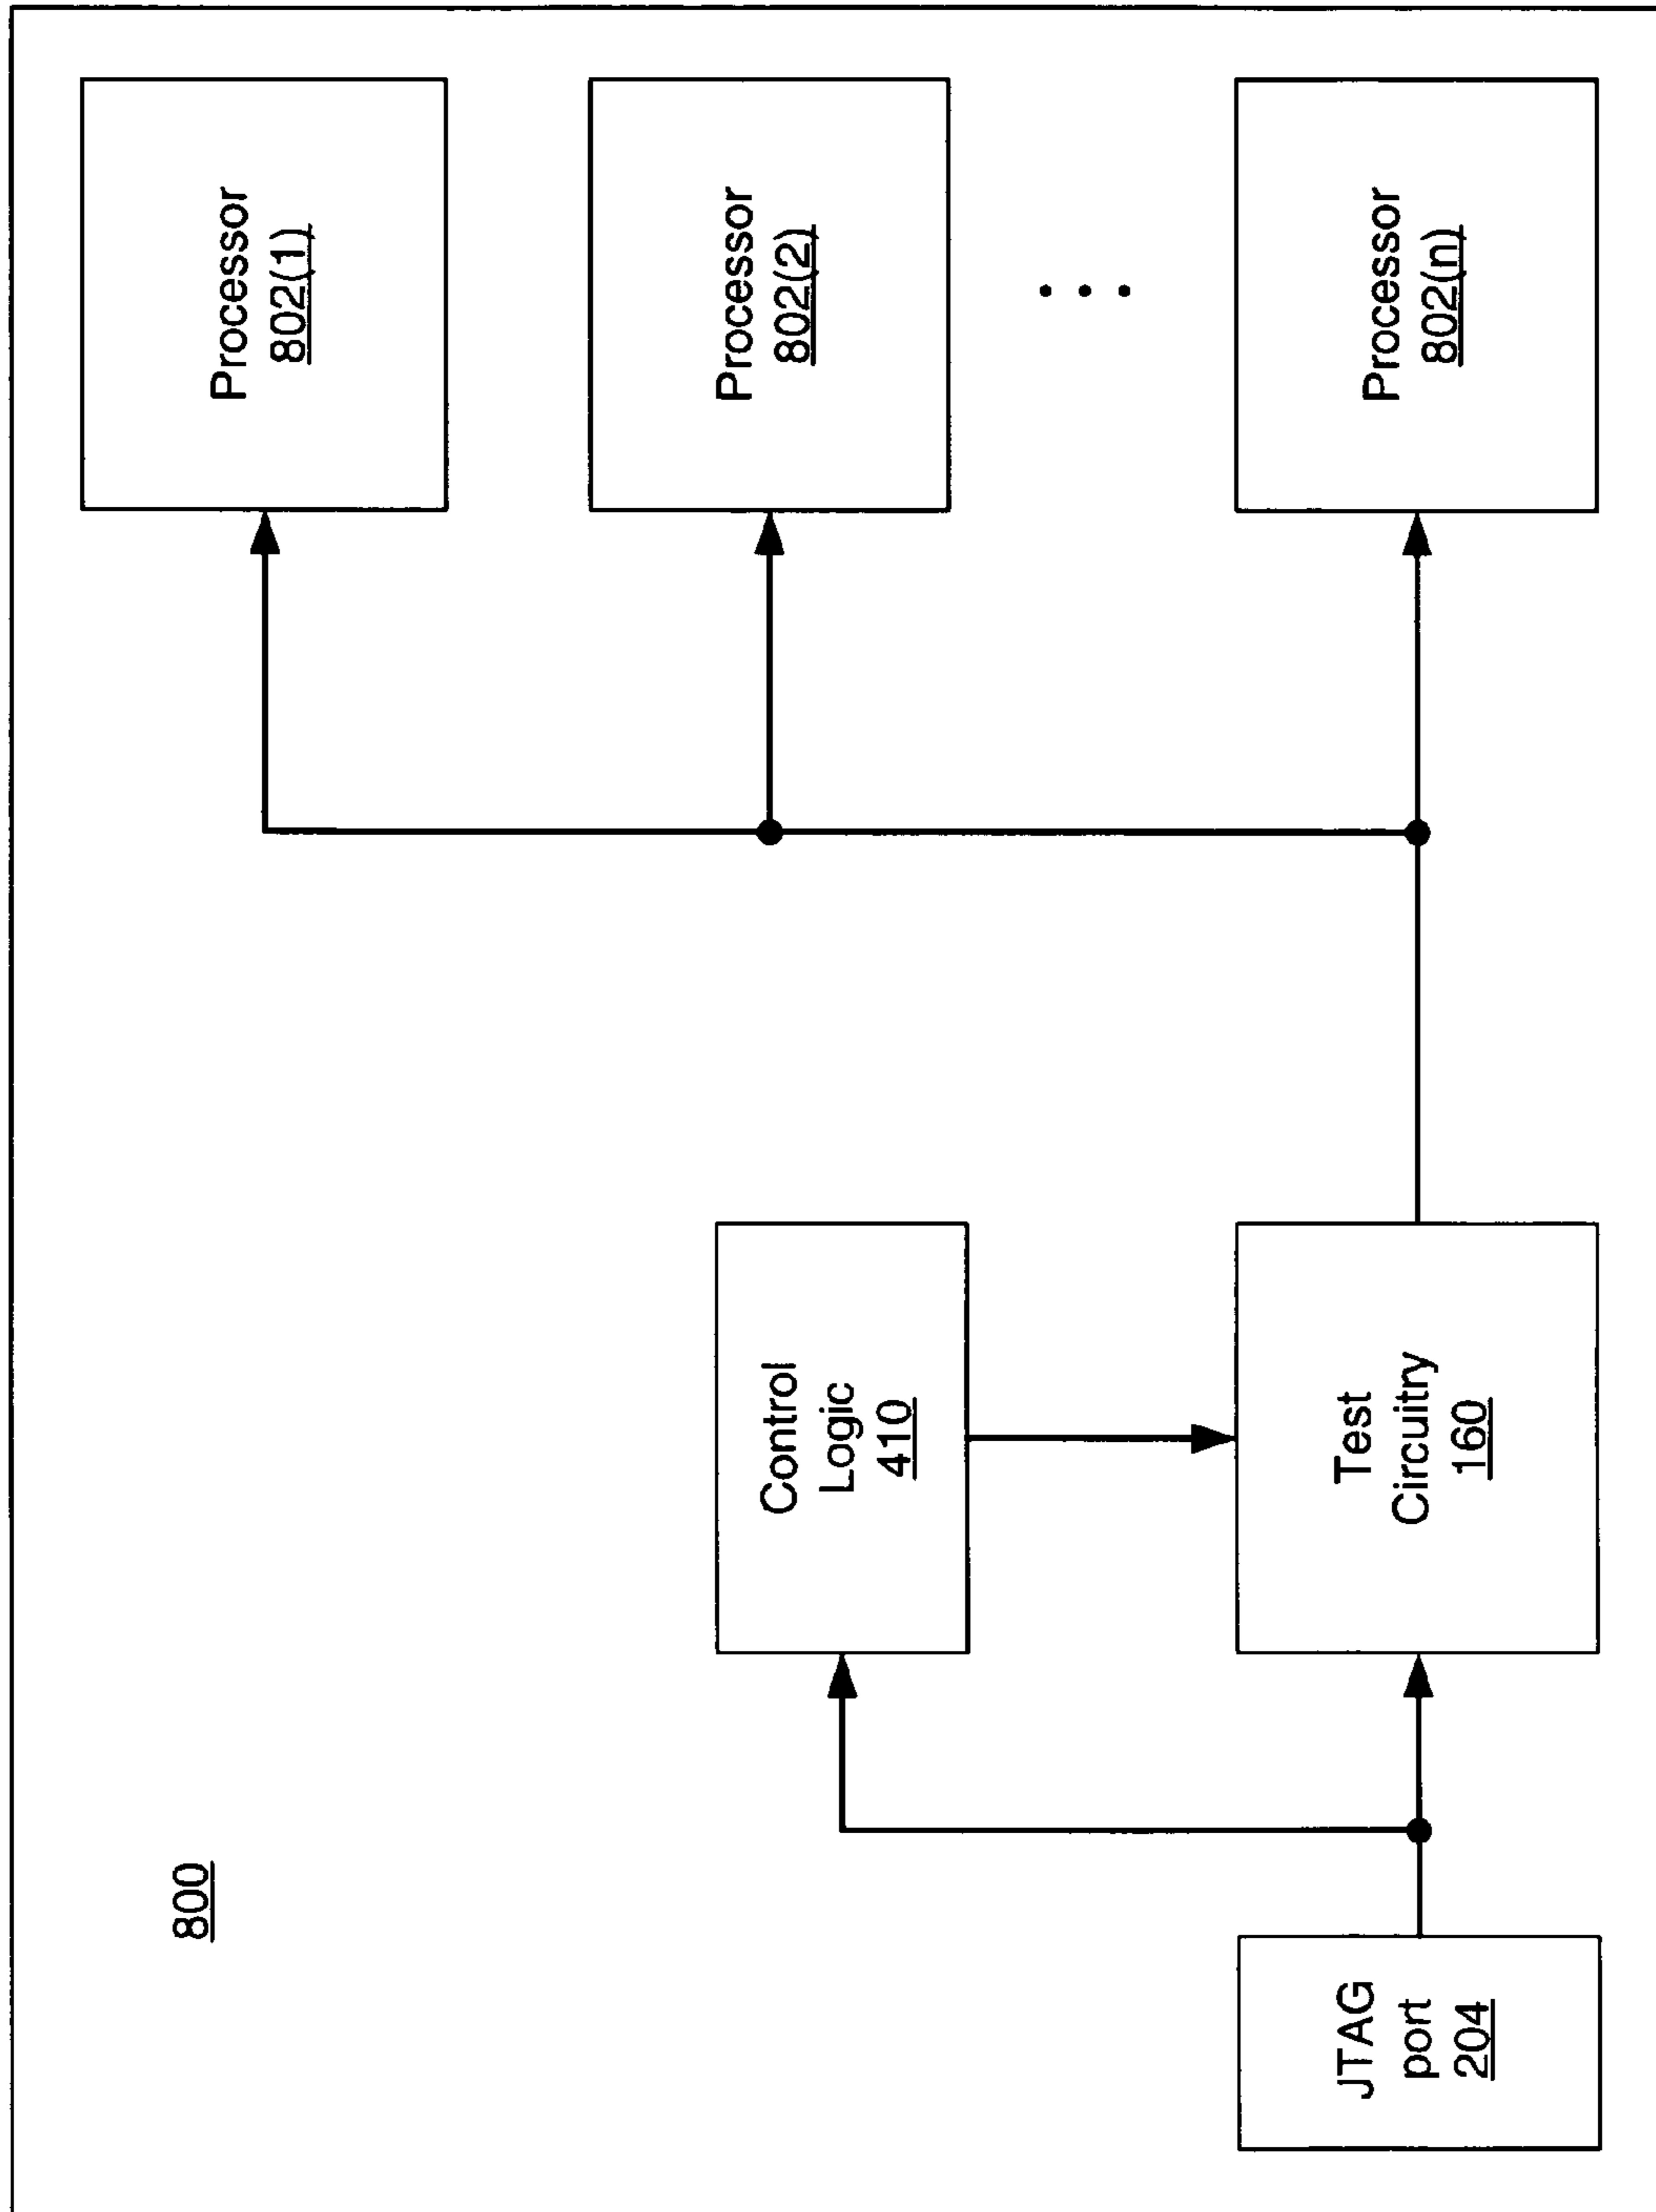 800
Processor
802(1)
Processor
802(2)
. . .
Processor
802(n)
Control
Logic
410
Test
Circuitry
160
JTAG
port
204